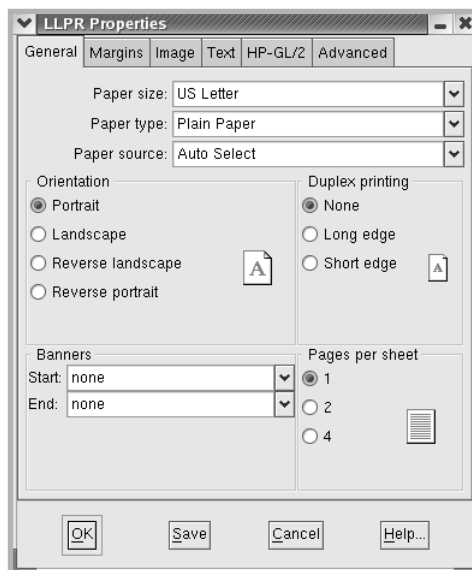 LLPR Properties
General Margins Image Text HP-GL/2 Advanced
Paper size: US Letter
Paper type: Plain Paper
Paper source: Auto Select
Orientation
Portrait
Landscape
Reverse landscape
Reverse portrait
A
Duplex printing
None
Long edge
Short edge
A
Banners
Start: none
End: none
Pages per sheet
1
2
4
OK Save Cancel Help...